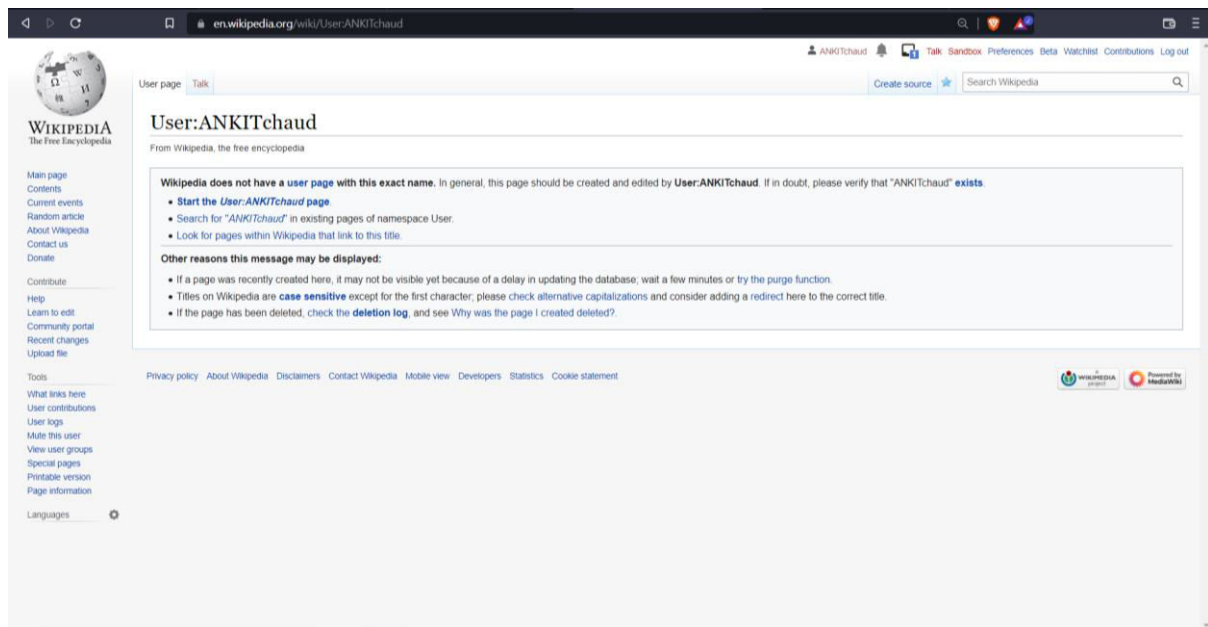 en.wikipedia.org/wiki/User:ANKITchaud
ANKITchaud 1 Talk Sandbox Preferences Beta Watchlist Contributions Log out
User page Talk Create source Search Wikipedia
WIKIPEDIA
The Free Encyclopedia
User:ANKITchaud
From Wikipedia, the free encyclopedia
Wikipedia does not have a user page with this exact name. In general, this page should be created and edited by User:ANKITchaud. If in doubt, please verify that "ANKITchaud" exists.
• Start the User:ANKITchaud page.
• Search for "ANKITchaud" in existing pages of namespace User.
• Look for pages within Wikipedia that link to this title.
Other reasons this message may be displayed:
• If a page was recently created here, it may not be visible yet because of a delay in updating the database; wait a few minutes or try the purge function.
• Titles on Wikipedia are case sensitive except for the first character; please check alternative capitalizations and consider adding a redirect here to the correct title.
• If the page has been deleted, check the deletion log, and see Why was the page I created deleted?.
Main page
Contents
Current events
Random article
About Wikipedia
Contact us
Donate
Contribute
Help
Learn to edit
Community portal
Recent changes
Upload file
Tools
What links here
User contributions
User logs
Mute this user
View user groups
Special pages
Printable version
Page information
Languages
Privacy policy About Wikipedia Disclaimers Contact Wikipedia Mobile view Developers Statistics Cookie statement
A
WIKIMEDIA
project
Powered by
MediaWiki